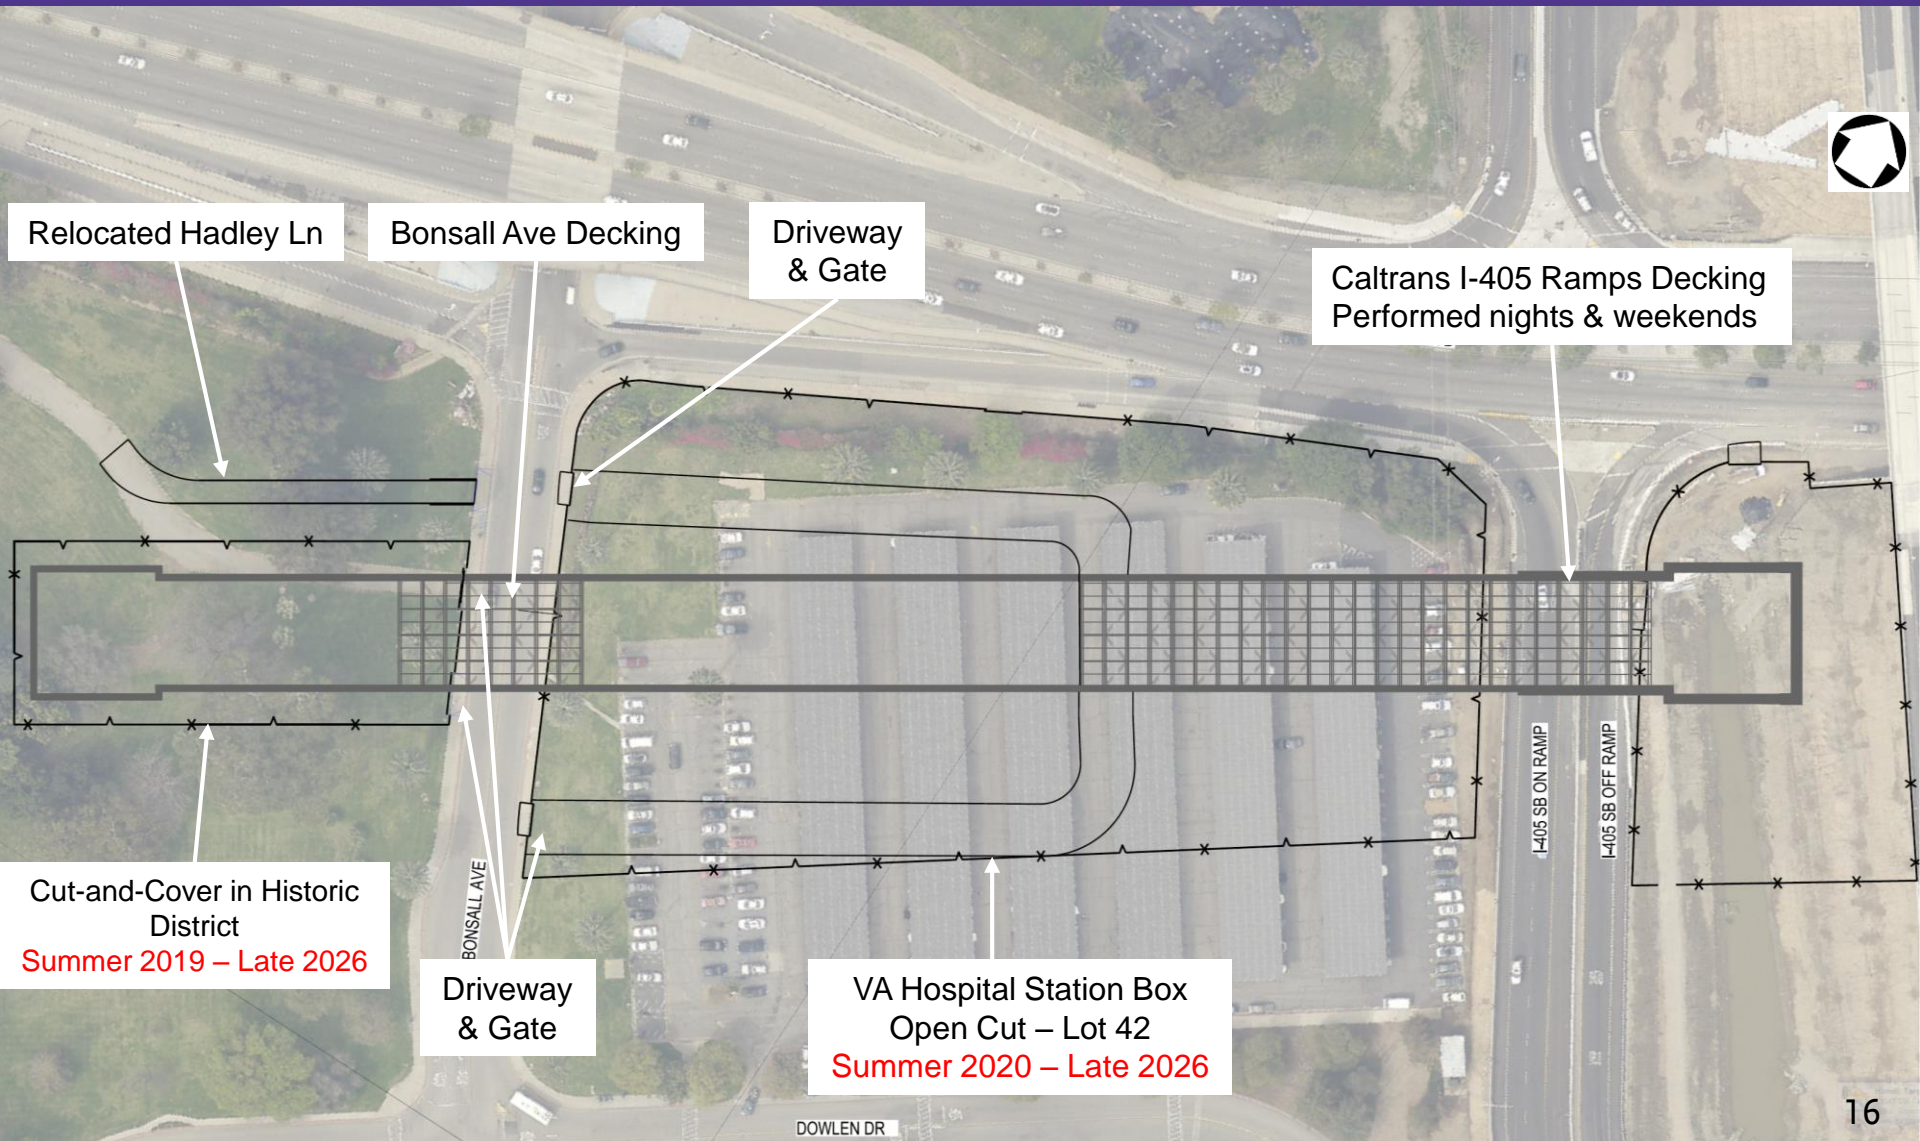 Relocated Hadley Ln
Bonsall Ave Decking
Driveway
& Gate
Caltrans I-405 Ramps Decking
Performed nights & weekends
I-405 SB ON RAMP
I-405 SB OFF RAMP
BONSALL AVE
Cut-and-Cover in Historic
District
Summer 2019 – Late 2026
Driveway
& Gate
VA Hospital Station Box
Open Cut – Lot 42
Summer 2020 – Late 2026
DOWLEN DR
16